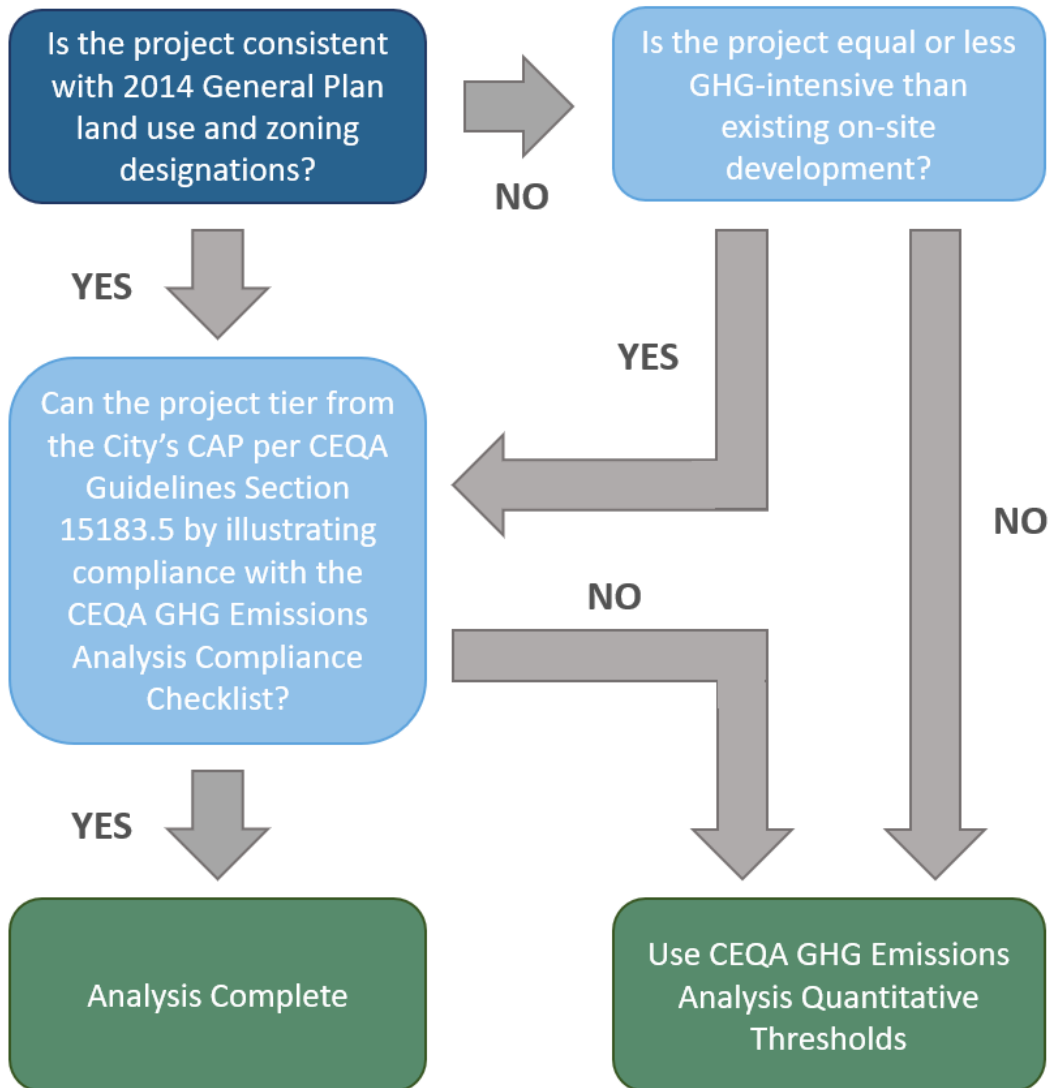 Is the project consistent
with 2014 General Plan
land use and zoning
designations?
NO
Is the project equal or less
GHG-intensive than
existing on-site
development?
YES
YES
NO
Can the project tier from
the City’s CAP per CEQA
Guidelines Section
15183.5 by illustrating
compliance with the
CEQA GHG Emissions
Analysis Compliance
Checklist?
NO
YES
Analysis Complete
Use CEQA GHG Emissions
Analysis Quantitative
Thresholds